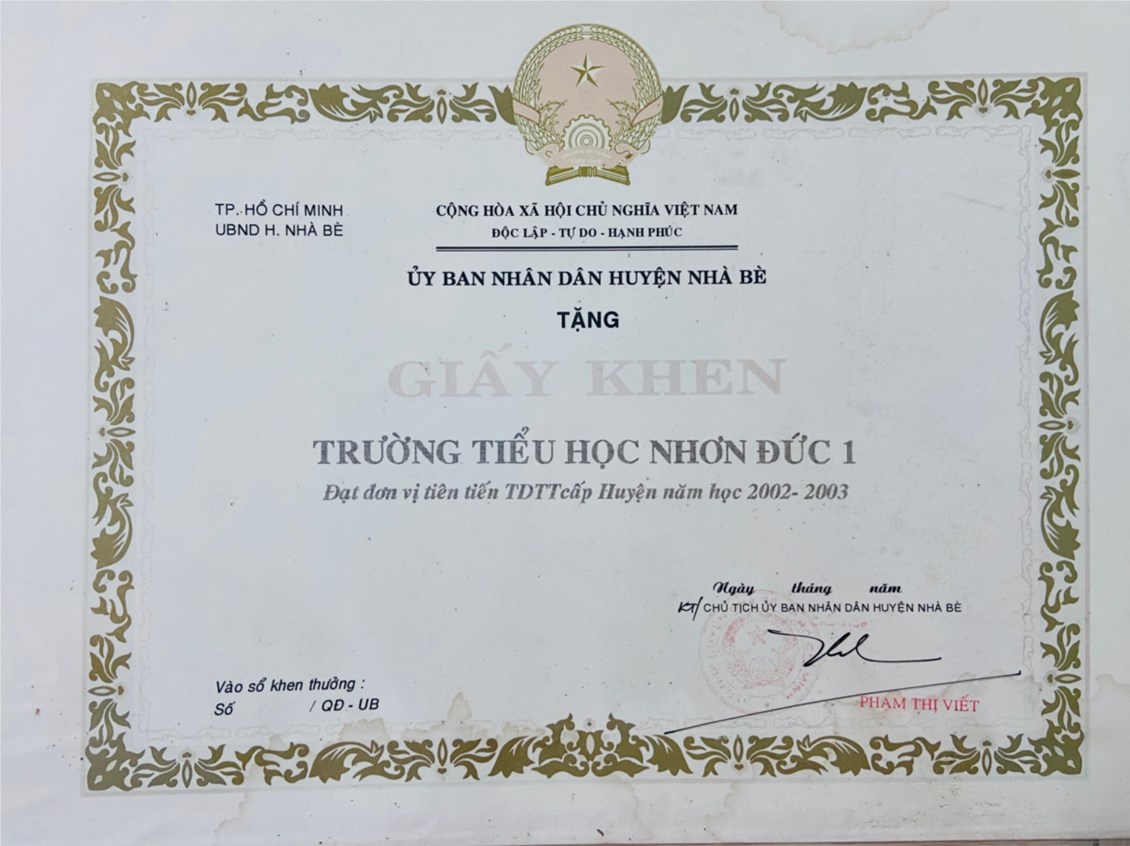 TP. HỒ CHÍ MINH
UBND H. NHÀ BÈ
CỘNG HÒA XÃ HỘI CHỦ NGHĨA VIỆT NAM
ĐỘC LẬP - TỰ DO - HẠNH PHÚC
ỦY BAN NHÂN DÂN HUYỆN NHÀ BÈ
TẶNG
GIẤY KHEN
TRƯỜNG TIỂU HỌC NHƠN ĐỨC 1
Đạt đơn vị tiên tiến TDTTcấp Huyện năm học 2002- 2003
Ngày tháng năm
KT/ CHỦ TỊCH ỦY BAN NHÂN DÂN HUYỆN NHÀ BÈ
PHẠM THỊ VIẾT
Vào sổ khen thưởng :
Số / QĐ - UB